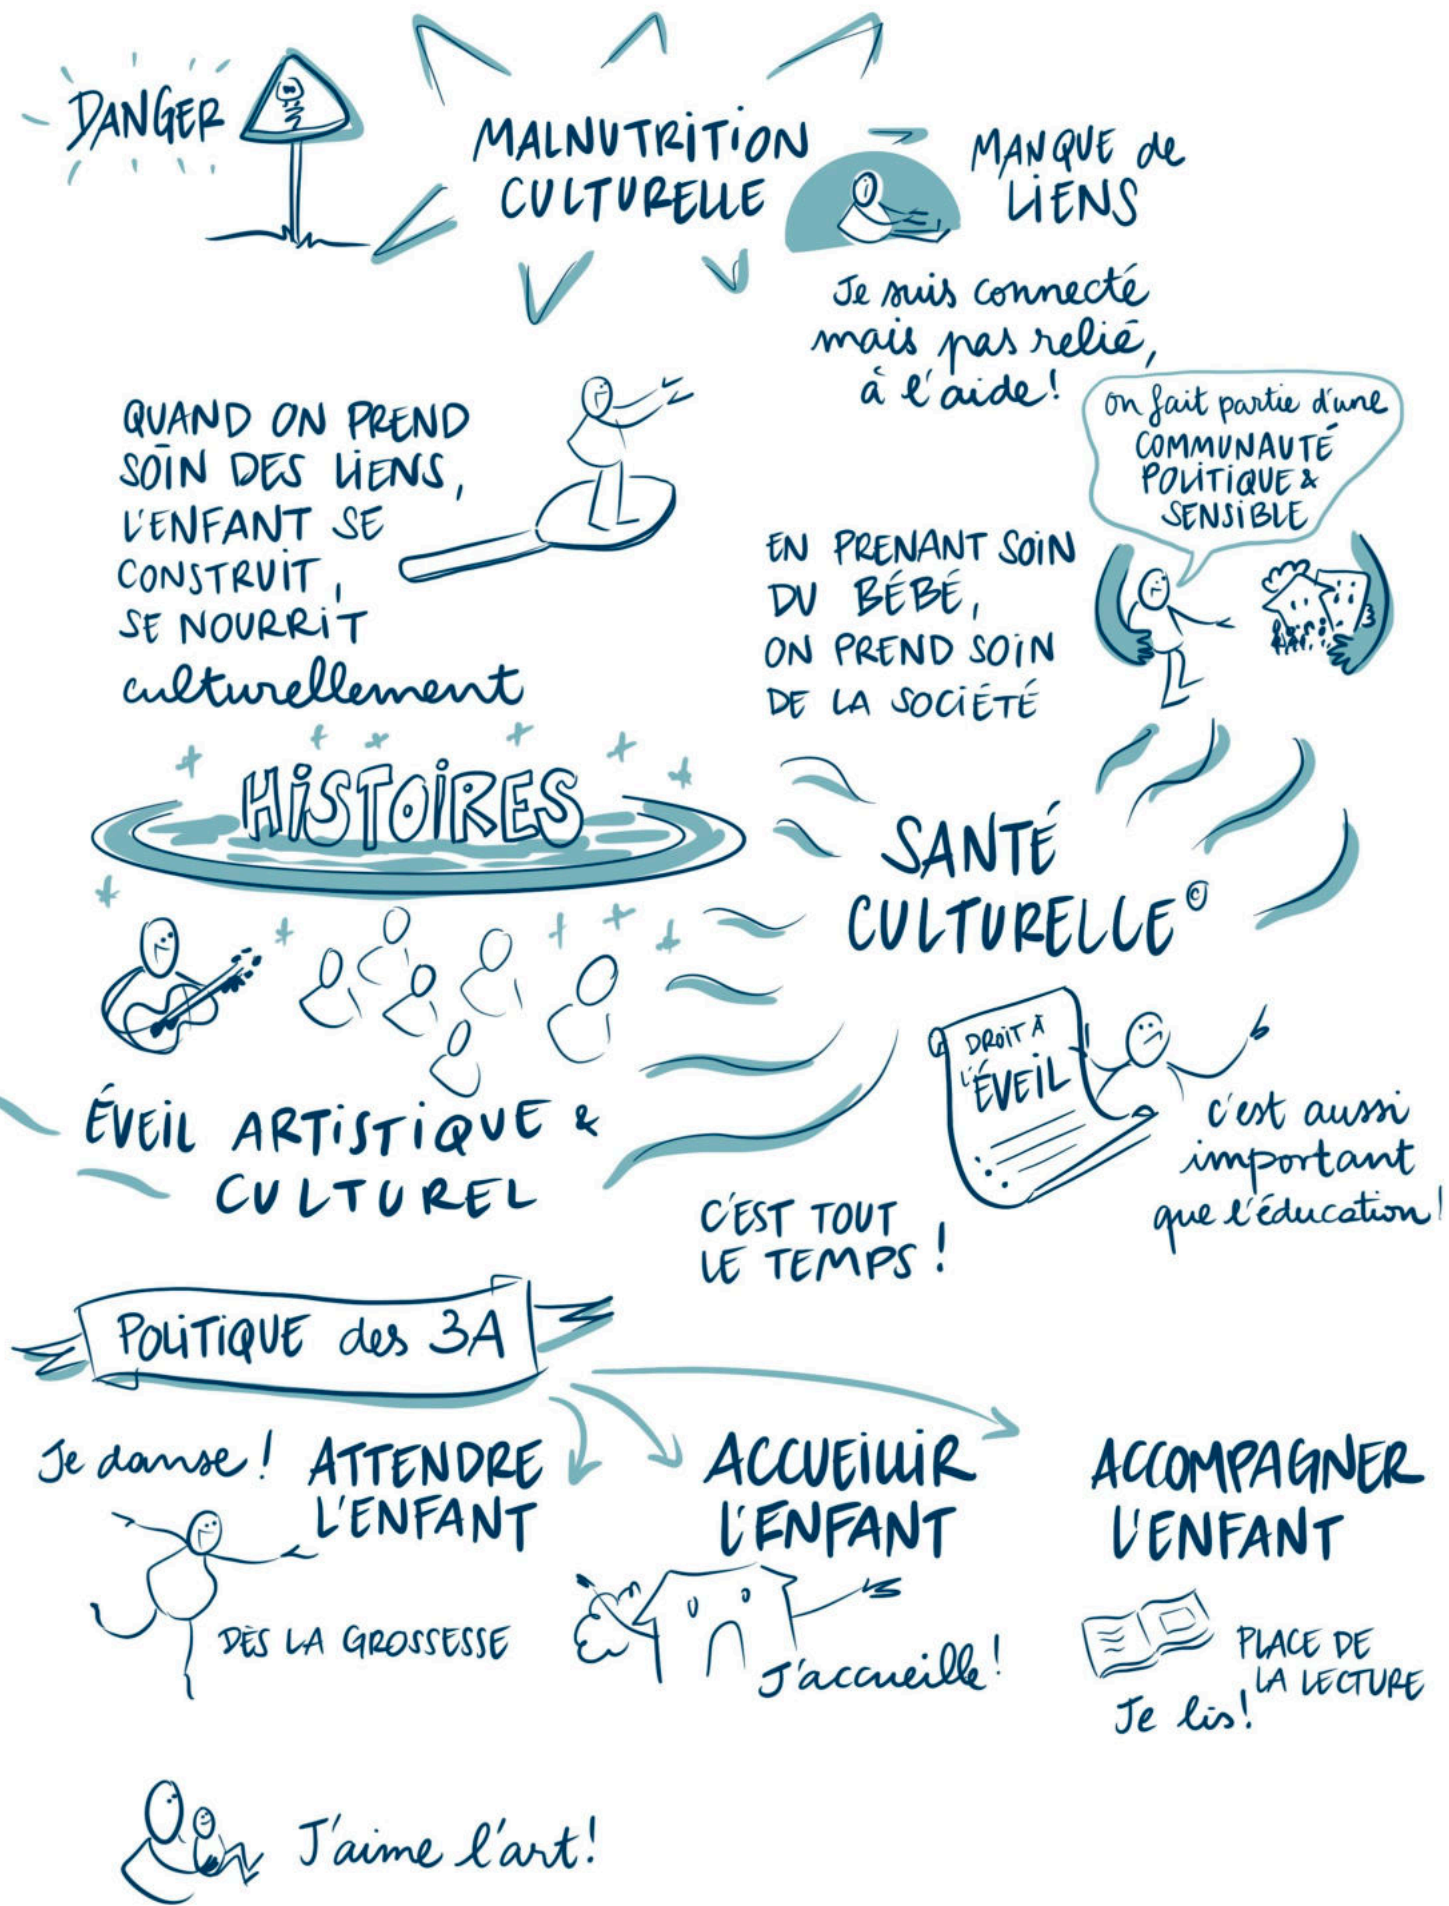 DANGER
MALNUTRITION
CULTURELLE
MANQUE de
LIENS
Je suis connecté
mais pas relié,
à l'aide!
QUAND ON PREND
SOIN DES LIENS,
L'ENFANT SE
CONSTRUIT,
SE NOURRIT
culturellement
on fait partie d'une
COMMUNAUTÉ
POLITIQUE &
SENSIBLE
EN PRENANT SOIN
DU BÉBÉ,
ON PREND SOIN
DE LA SOCIÉTÉ
HISTOIRES
SANTÉ
CULTURELLE©
ÉVEIL ARTISTIQUE &
CULTUREL
DROIT À
L'ÉVEIL
c'est aussi
important
que l'éducation!
C'EST TOUT
LE TEMPS !
POLITIQUE des 3A
Je danse!
ATTENDRE
L'ENFANT
DÈS LA GROSSESSE
ACCUEILLIR
L'ENFANT
J'accueille!
ACCOMPAGNER
L'ENFANT
PLACE DE
LA LECTURE
Je lis!
J'aime l'art!